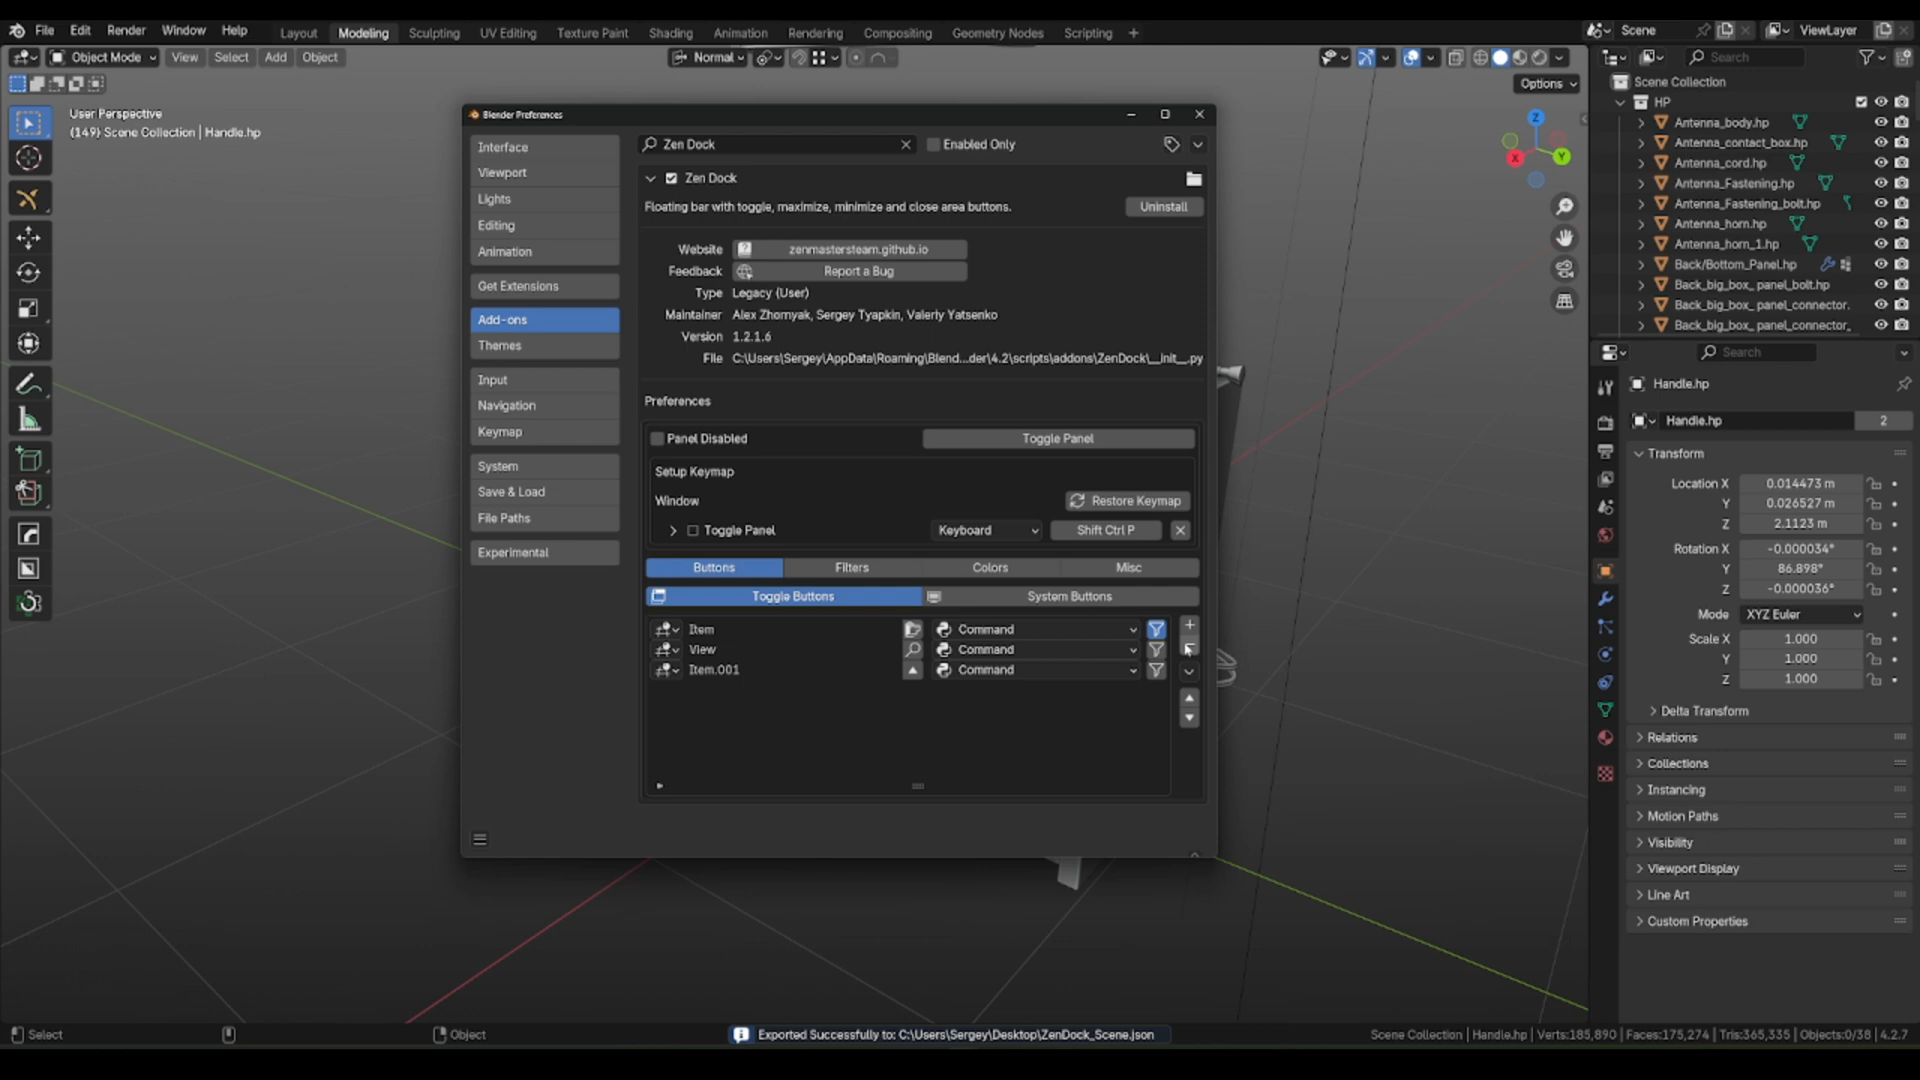 File Edit Render Window Help Layout Modeling Sculpting UV Editing Texture Paint Shading Animation Rendering Compositing Geometry Nodes Scripting + Scene ViewLayer
Object Mode View Select Add Object Normal Search
Options
User Perspective
(149) Scene Collection | Handle.hp
Z
X
Y
Scene Collection
HP
Antenna_body.hp
Antenna_contact_box.hp
Antenna_cord.hp
Antenna_Fastening.hp
Antenna_Fastening_bolt.hp
Antenna_horn.hp
Antenna_horn_1.hp
Back/Bottom_Panel.hp
Back_big_box_ panel_bolt.hp
Back_big_box_ panel_connector.
Back_big_box_ panel_connector_
Blender Preferences
Interface
Viewport
Lights
Editing
Animation
Get Extensions
Add-ons
Themes
Input
Navigation
Keymap
System
Save & Load
File Paths
Experimental
Zen Dock Enabled Only
Zen Dock
Floating bar with toggle, maximize, minimize and close area buttons. Uninstall
Website zenmastersteam.github.io
Feedback Report a Bug
Type Legacy (User)
Maintainer Alex Zhornyak, Sergey Tyapkin, Valeriy Yatsenko
Version 1.2.1.6
File C:\Users\Sergey\AppData\Roaming\Blend...der\4.2\scripts\addons\ZenDock\__init__.py
Preferences
Panel Disabled Toggle Panel
Setup Keymap
Window Restore Keymap
Toggle Panel Keyboard Shift Ctrl P
Buttons Filters Colors Misc
Toggle Buttons System Buttons
Item Command
View Command
Item.001 Command
Search
Handle.hp
Handle.hp 2
Transform
Location X 0.014473 m
Y 0.026527 m
Z 2.1123 m
Rotation X -0.000034°
Y 86.898°
Z -0.000036°
Mode XYZ Euler
Scale X 1.000
Y 1.000
Z 1.000
Delta Transform
Relations
Collections
Instancing
Motion Paths
Visibility
Viewport Display
Line Art
Custom Properties
Select Object Exported Successfully to: C:\Users\Sergey\Desktop\ZenDock_Scene.json Scene Collection | Handle.hp | Verts:185,890 | Faces:175,274 | Tris:365,335 | Objects:0/38 | 4.2.7